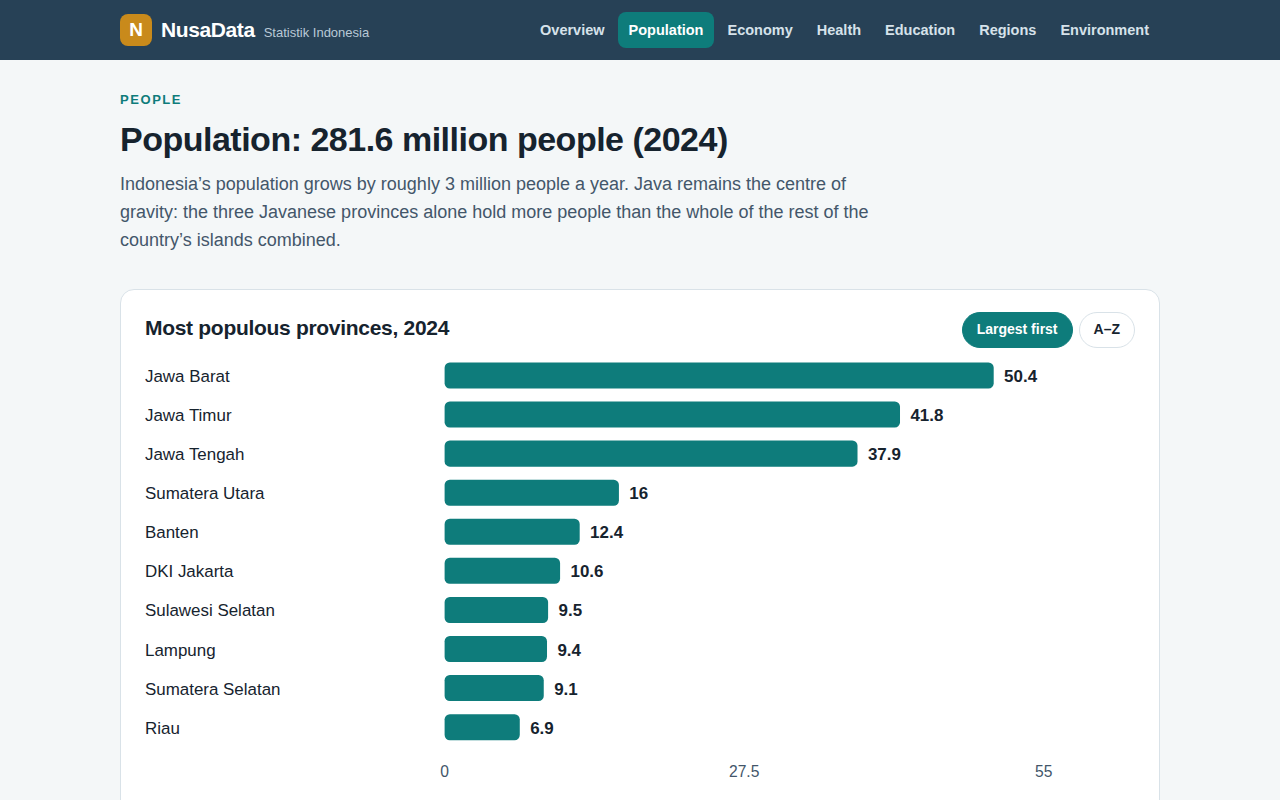 N NusaData Statistik Indonesia Overview Population Economy Health Education Regions Environment
PEOPLE
Population: 281.6 million people (2024)
Indonesia’s population grows by roughly 3 million people a year. Java remains the centre of
gravity: the three Javanese provinces alone hold more people than the whole of the rest of the
country’s islands combined.
Most populous provinces, 2024 Largest first A–Z
Jawa Barat 50.4
Jawa Timur 41.8
Jawa Tengah 37.9
Sumatera Utara 16
Banten 12.4
DKI Jakarta 10.6
Sulawesi Selatan 9.5
Lampung 9.4
Sumatera Selatan 9.1
Riau 6.9
0 27.5 55